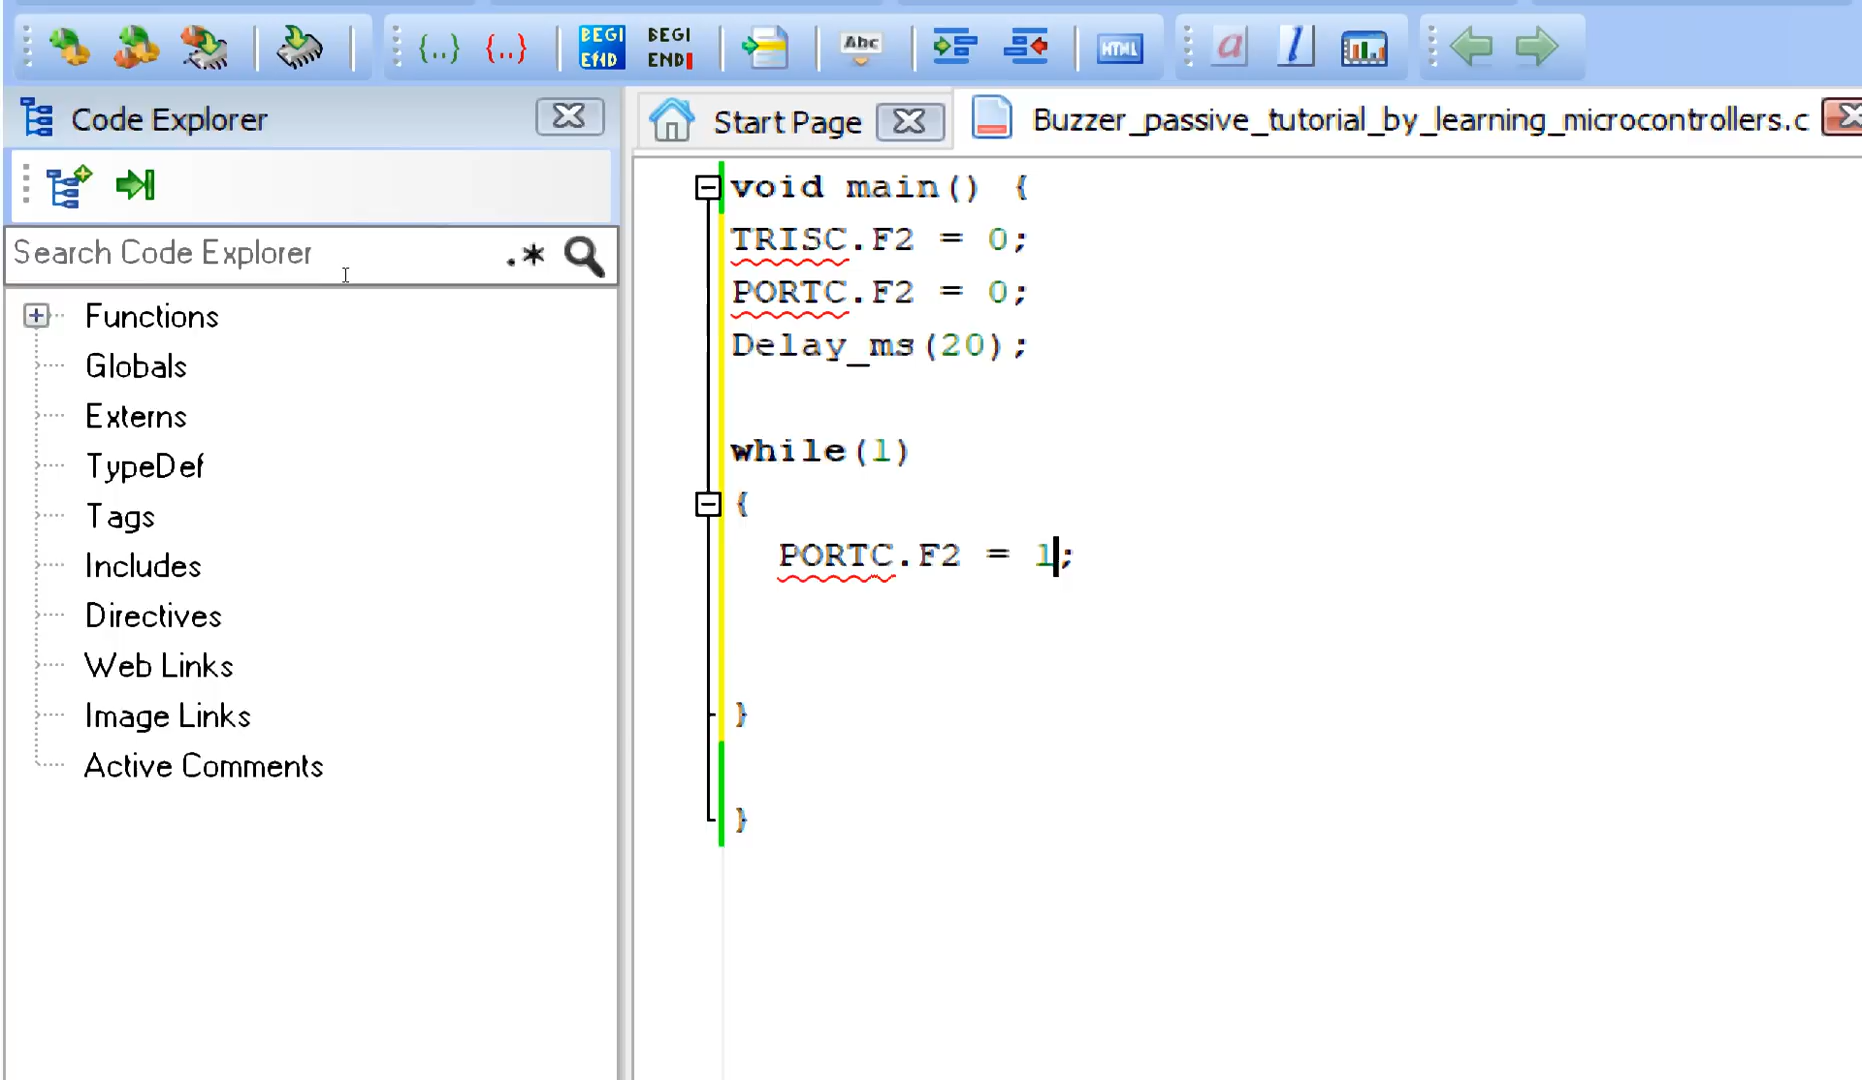 {..} {..} BEGI END BEGI END Abc HTML a l
Code Explorer
Start Page
Buzzer_passive_tutorial_by_learning_microcontrollers.c
Search Code Explorer .*
Functions
Globals
Externs
TypeDef
Tags
Includes
Directives
Web Links
Image Links
Active Comments
void main() {
TRISC.F2 = 0;
PORTC.F2 = 0;
Delay_ms(20);
while(1)
{
PORTC.F2 = 1;
}
}